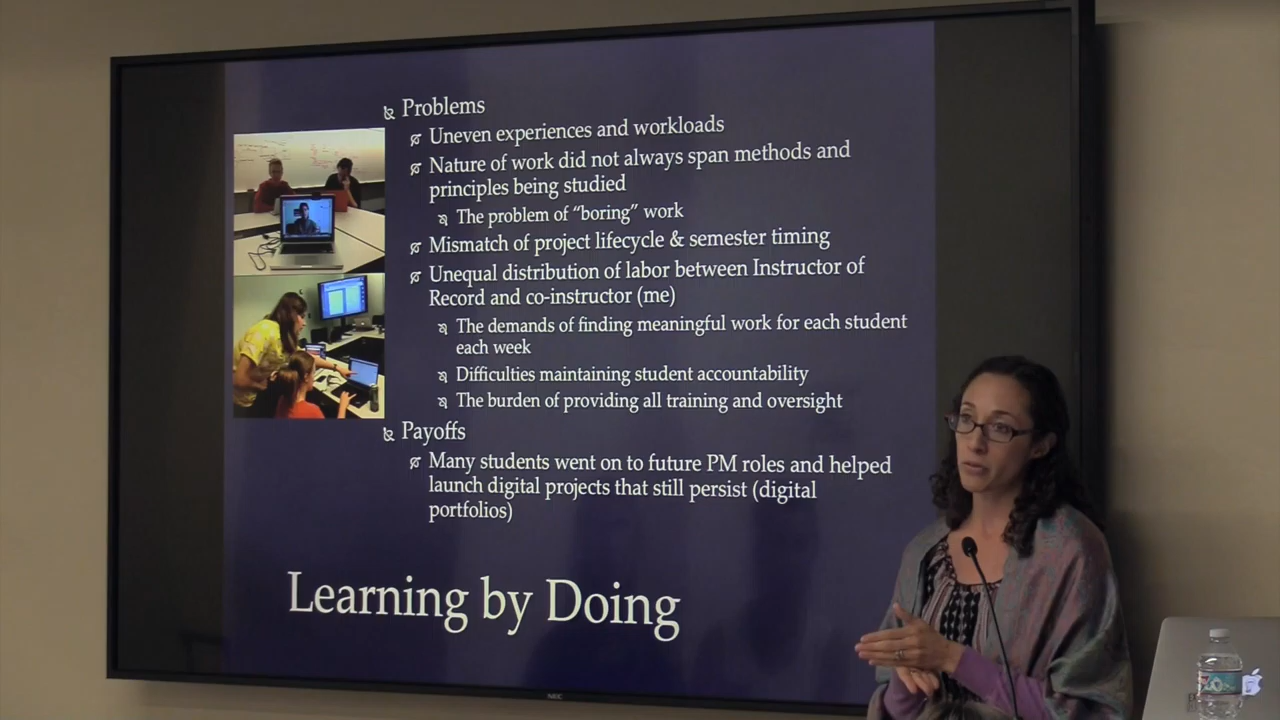 Problems
Uneven experiences and workloads
Nature of work did not always span methods and
principles being studied
The problem of “boring” work
Mismatch of project lifecycle & semester timing
Unequal distribution of labor between Instructor of
Record and co-instructor (me)
The demands of finding meaningful work for each student
each week
Difficulties maintaining student accountability
The burden of providing all training and oversight
Payoffs
Many students went on to future PM roles and helped
launch digital projects that still persist (digital
portfolios)
Learning by Doing
NEC